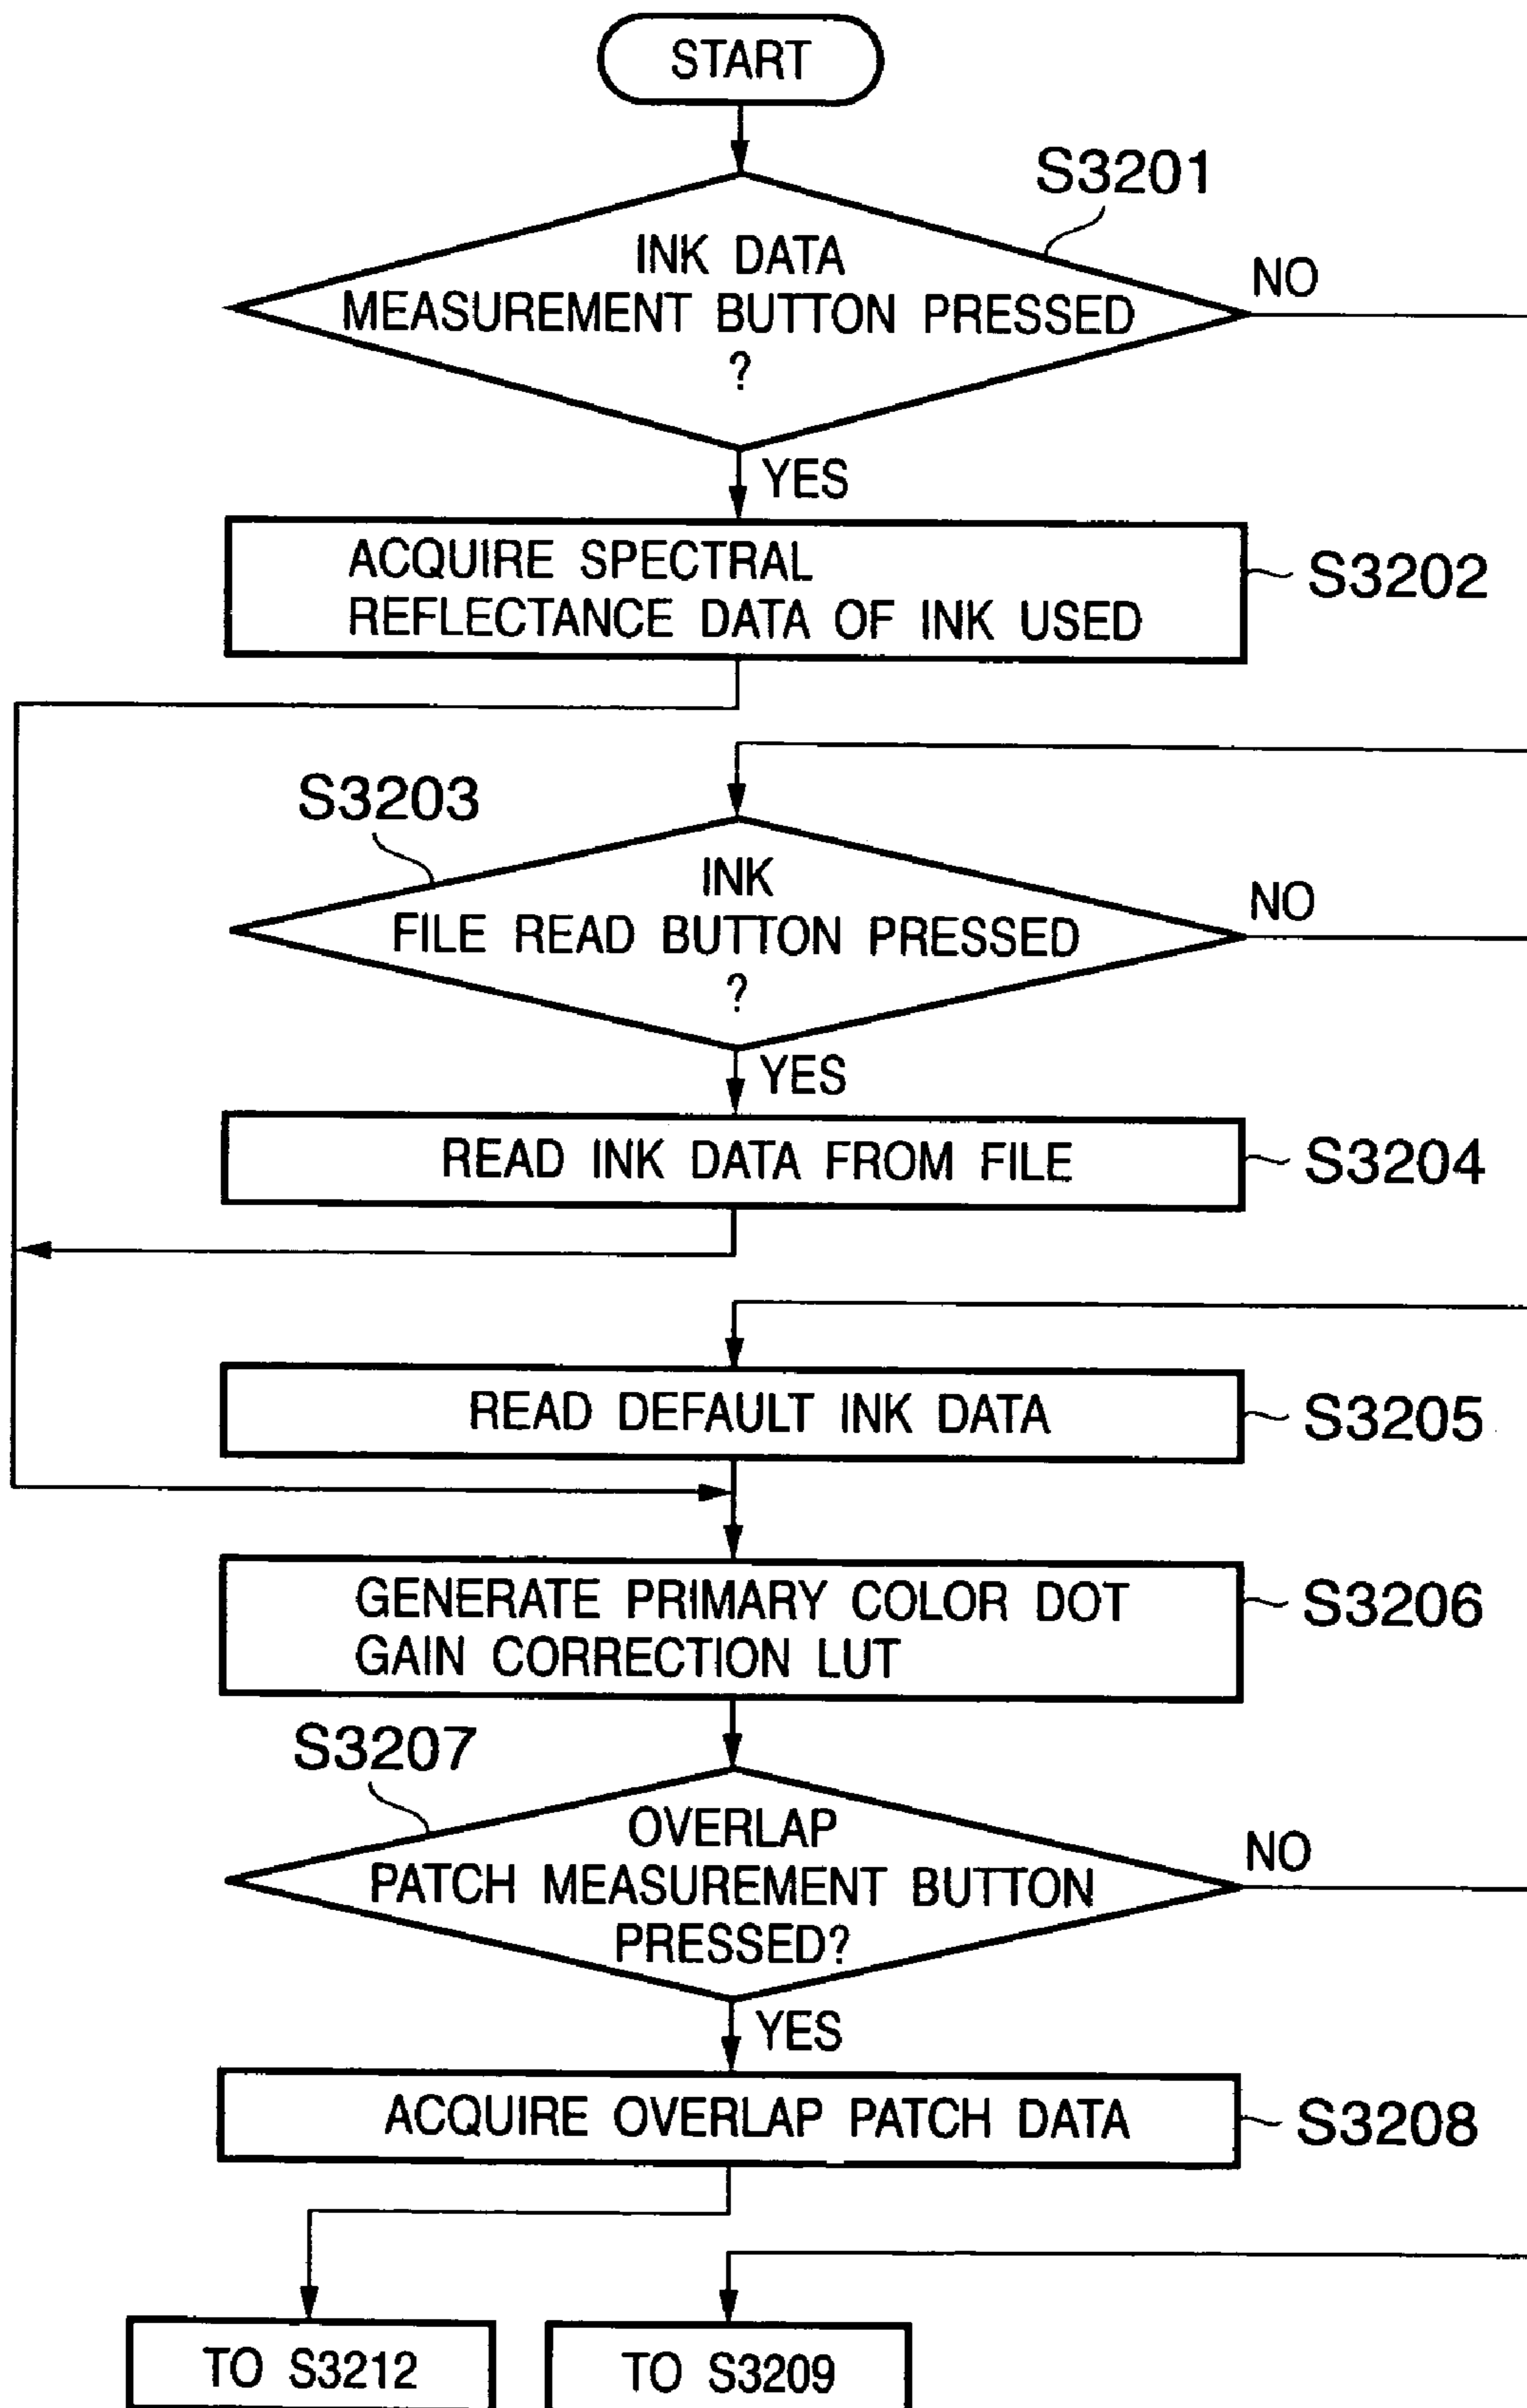 START
S3201
INK DATA
MEASUREMENT BUTTON PRESSED
?
NO
YES
ACQUIRE SPECTRAL
REFLECTANCE DATA OF INK USED
S3202
S3203
INK
FILE READ BUTTON PRESSED
?
NO
YES
READ INK DATA FROM FILE
S3204
READ DEFAULT INK DATA
S3205
GENERATE PRIMARY COLOR DOT
GAIN CORRECTION LUT
S3206
S3207
OVERLAP
PATCH MEASUREMENT BUTTON
PRESSED?
NO
YES
ACQUIRE OVERLAP PATCH DATA
S3208
TO S3212
TO S3209